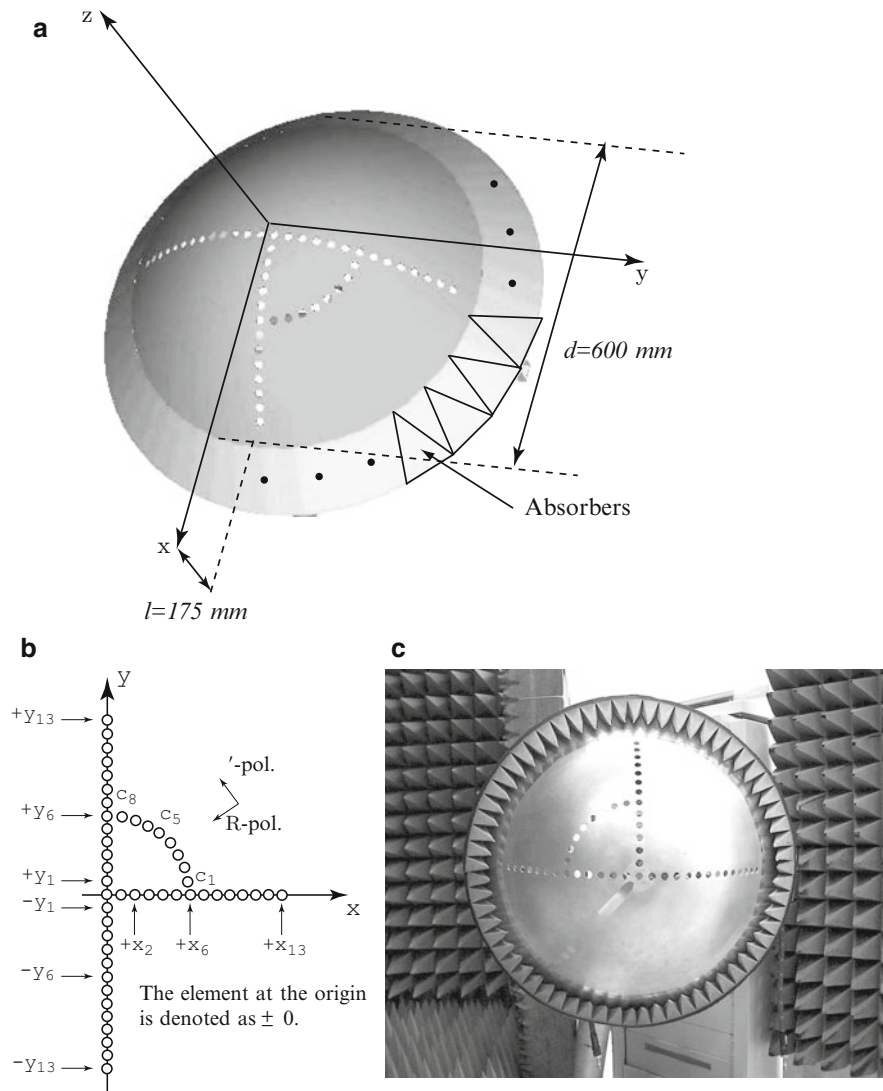 a
z
y
d=600 mm
Absorbers
x
l=175 mm
b
c
y
+y13
c8
c5
'-pol.
+y6
R-pol.
+y1
c1
-y1
x
+x2
+x6
+x13
-y6
The element at the origin
is denoted as ± 0.
-y13